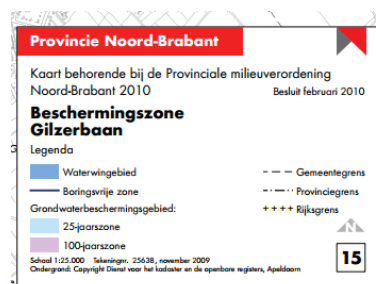 Provincie Noord-Brabant
Kaart behorende bij de Provinciale milieuverordening
Noord-Brabant 2010 Besluit februari 2010
Beschermingszone
Gilzerbaan
Legenda
Waterwingebied Gemeentegrens
Boringsvrije zone Provinciegrens
Grondwaterbeschermingsgebied: Rijksgrens
25-jaarszone
100-jaarszone
Schaal 1:25.000 Tekeningnr. 25638, november 2009
Ondergrond: Copyright Dienst voor het kadaster en de openbare registers, Apeldoorn
N
15